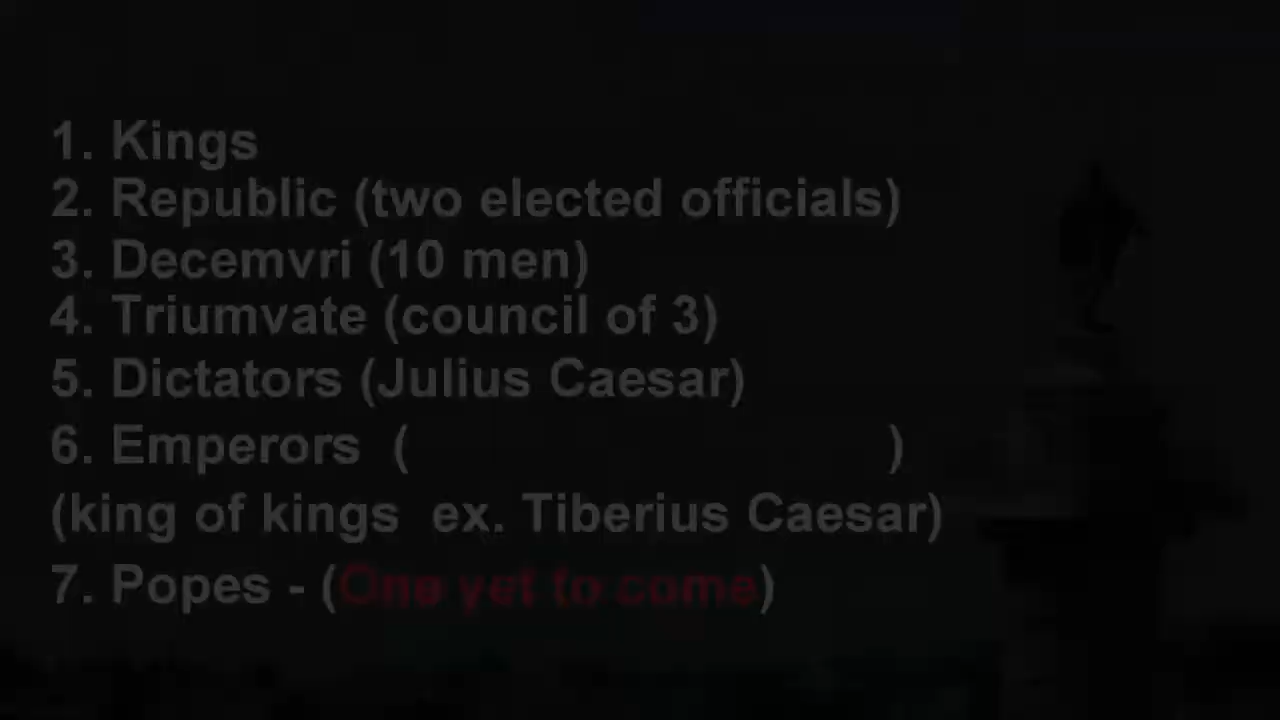 1. Kings
2. Republic (two elected officials)
3. Decemvri (10 men)
4. Triumvate (council of 3)
5. Dictators (Julius Caesar)
6. Emperors ( )
(king of kings ex. Tiberius Caesar)
7. Popes - (One yet to come)